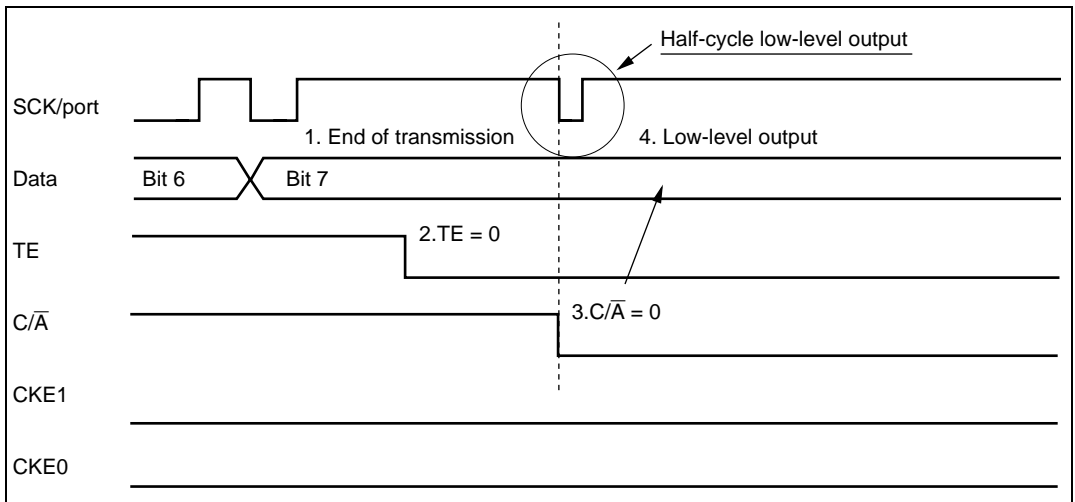 Half-cycle low-level output
SCK/port
1. End of transmission
4. Low-level output
Data
Bit 6
Bit 7
TE
2.TE = 0
C/A̅
3.C/A̅ = 0
CKE1
CKE0